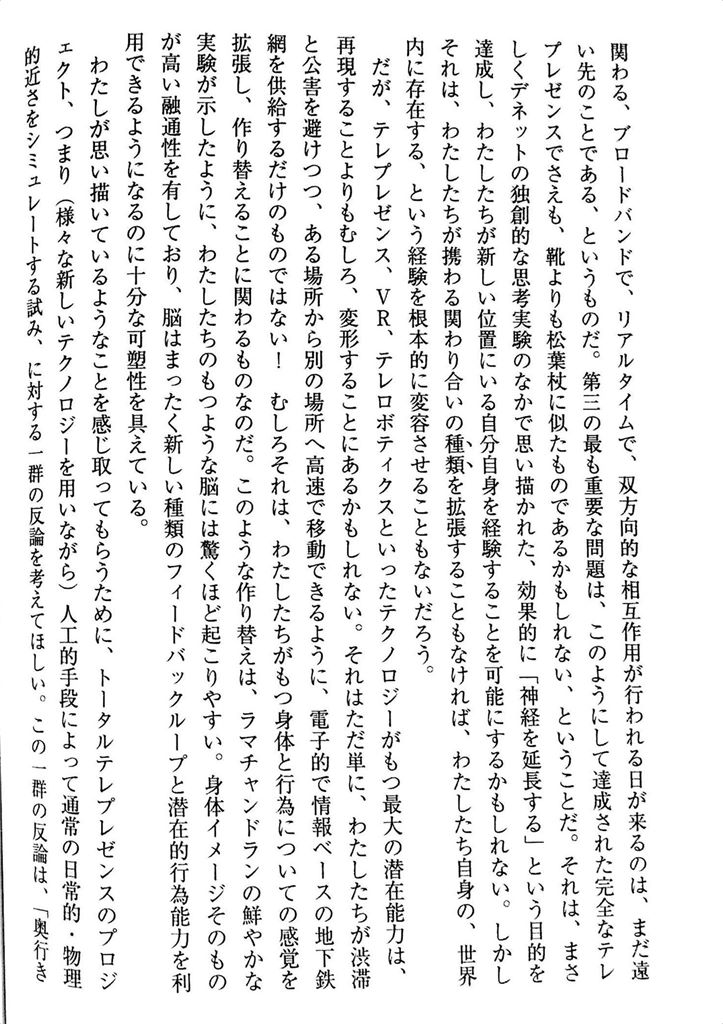 関わる、ブロードバンドで、リアルタイムで、双方向的な相互作用が行われる日が来るのは、まだ遠
い先のことである、というものだ。第三の最も重要な問題は、このようにして達成された完全なテレ
プレゼンスでさえも、靴よりも松葉杖に似たものであるかもしれない、ということだ。それは、まさ
しくデネットの独創的な思考実験のなかで思い描かれた、効果的に「神経を延長する」という目的を
達成し、わたしたちが新しい位置にいる自分自身を経験することを可能にするかもしれない。しかし
それは、わたしたちが携わる関わり合いの種類を拡張することもなければ、わたしたち自身の、世界
内に存在する、という経験を根本的に変容させることもないだろう。
だが、テレプレゼンス、VR、テレロボティクスといったテクノロジーがもつ最大の潜在能力は、
再現することよりもむしろ、変形することにあるかもしれない。それはただ単に、わたしたちが渋滞
と公害を避けつつ、ある場所から別の場所へ高速で移動できるように、電子的で情報ベースの地下鉄
網を供給するだけのものではない！　むしろそれは、わたしたちがもつ身体と行為についての感覚を
拡張し、作り替えることに関わるものなのだ。このような作り替えは、ラマチャンドランの鮮やかな
実験が示したように、わたしたちのもつような脳には驚くほど起こりやすい。身体イメージそのもの
が高い融通性を有しており、脳はまったく新しい種類のフィードバックループと潜在的行為能力を利
用できるようになるのに十分な可塑性を具えている。
わたしが思い描いているようなことを感じ取ってもらうために、トータルテレプレゼンスのプロジ
ェクト、つまり（様々な新しいテクノロジーを用いながら）人工的手段によって通常の日常的・物理
的近さをシミュレートする試み、に対する一群の反論を考えてほしい。この一群の反論は、「奥行き